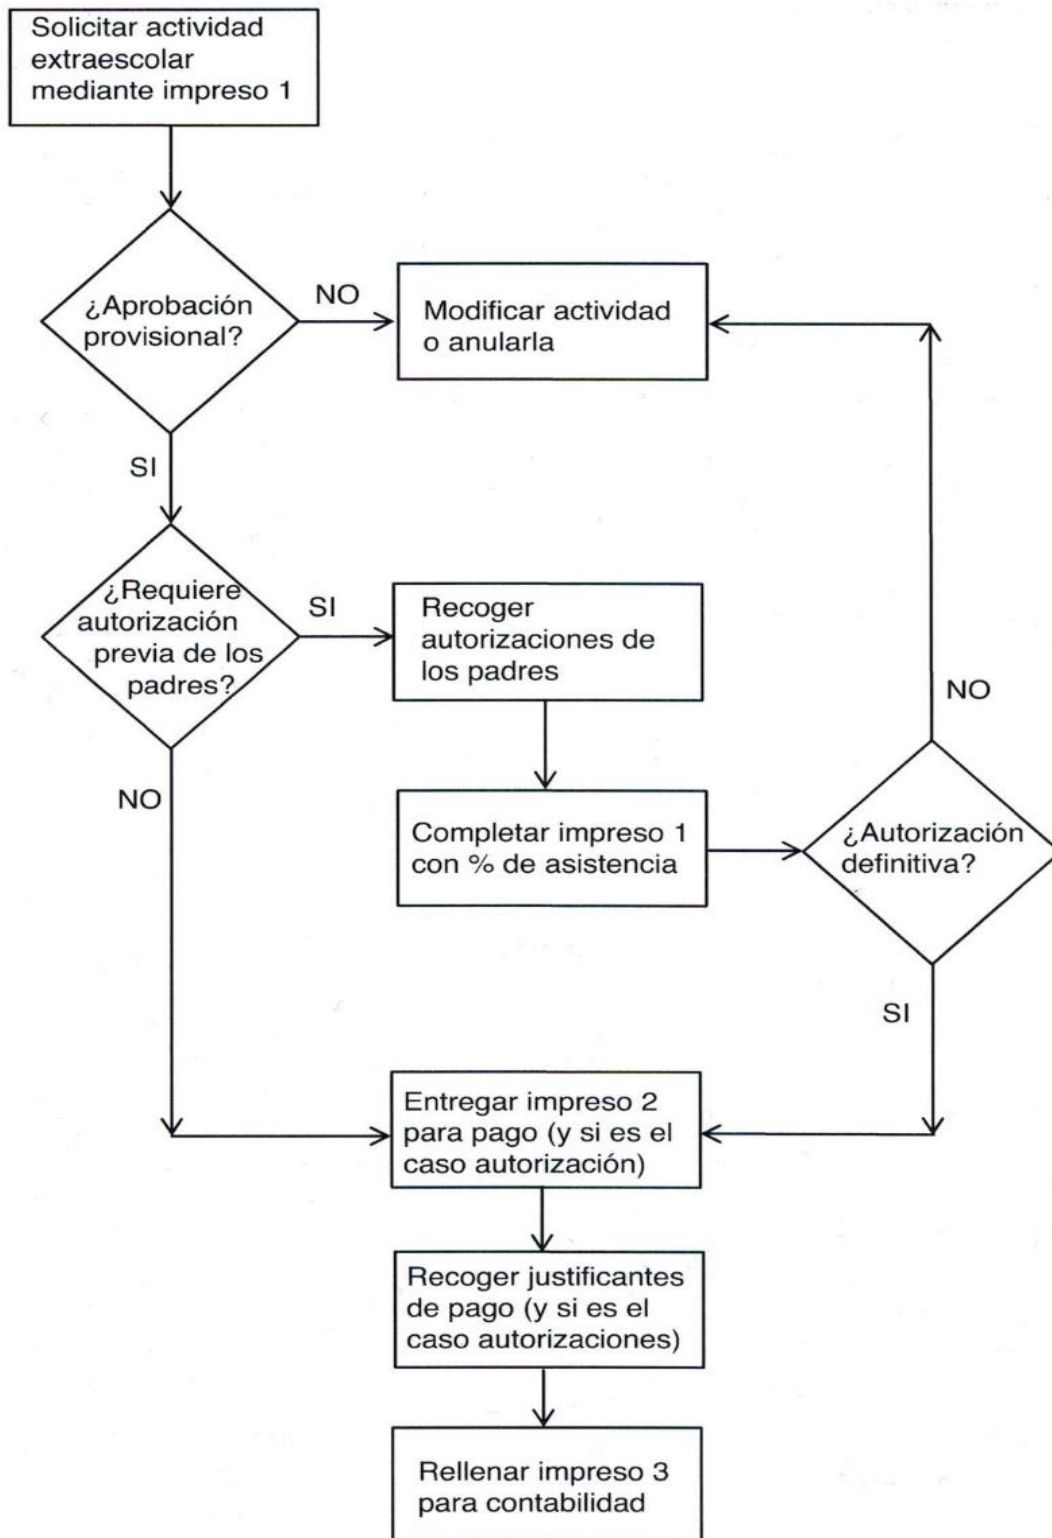 Solicitar actividad
extraescolar
mediante impreso 1
¿Aprobación
provisional?
NO
Modificar actividad
o anularla
SI
¿Requiere
autorización
previa de los
padres?
SI
Recoger
autorizaciones de
los padres
NO
NO
Completar impreso 1
con % de asistencia
¿Autorización
definitiva?
SI
Entregar impreso 2
para pago (y si es el
caso autorización)
Recoger justificantes
de pago (y si es el
caso autorizaciones)
Rellenar impreso 3
para contabilidad